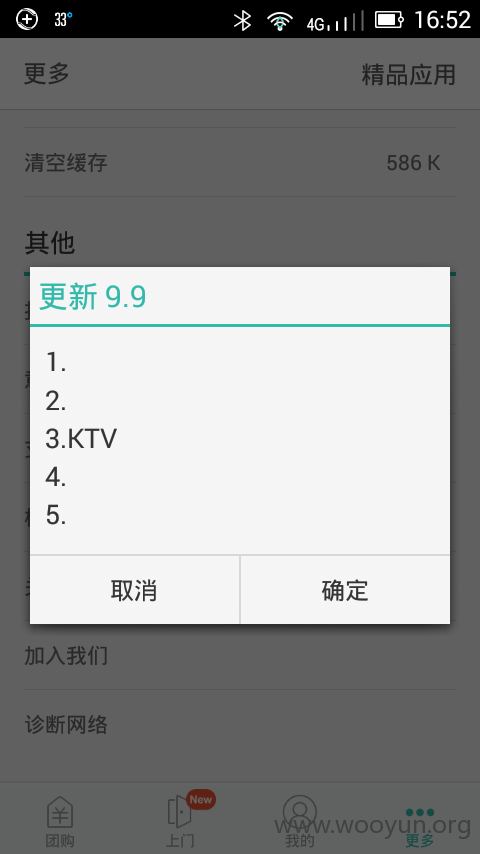 33°
4G
16:52
更多
精品应用
清空缓存
586 K
其他
更新 9.9
1.
2.
3.KTV
4.
5.
取消
确定
加入我们
诊断网络
New
团购
上门
我的
更多
www.wooyun.org